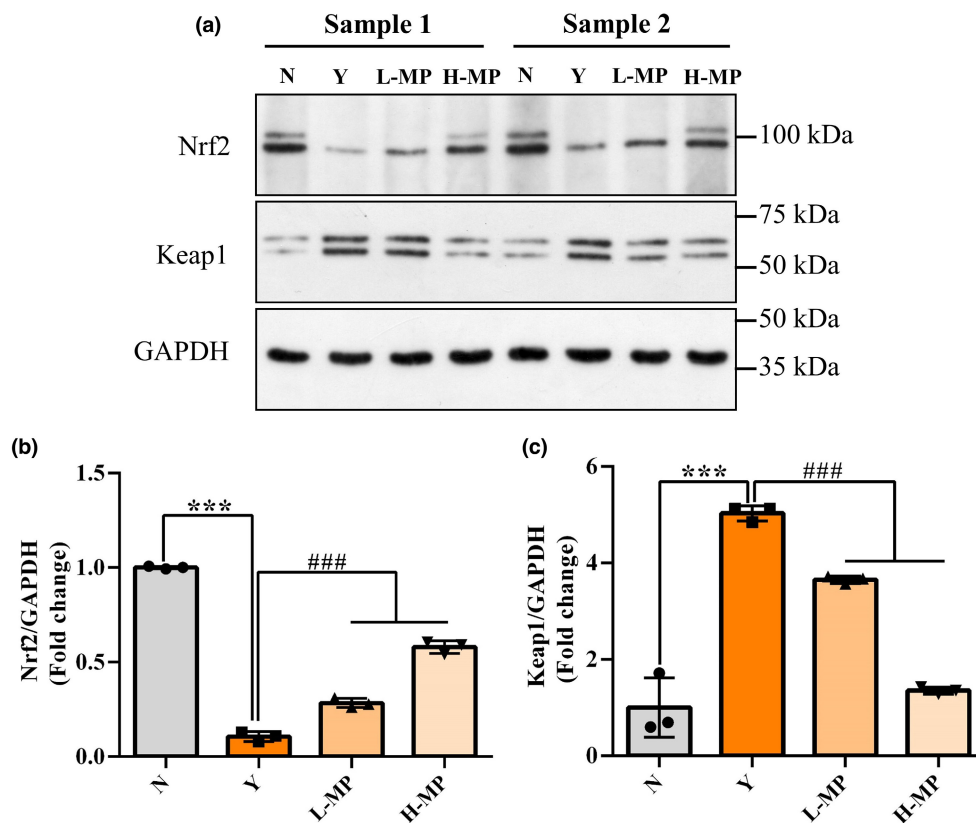 (a)
Sample 1 Sample 2
N Y L-MP H-MP N Y L-MP H-MP
Nrf2
100 kDa
Keap1
75 kDa
50 kDa
GAPDH
50 kDa
35 kDa
(b)
Nrf2/GAPDH
(Fold change)
1.5
1.0
0.5
0.0
***
###
N Y L-MP H-MP
(c)
Keap1/GAPDH
(Fold change)
6
4
2
0
***
###
N Y L-MP H-MP